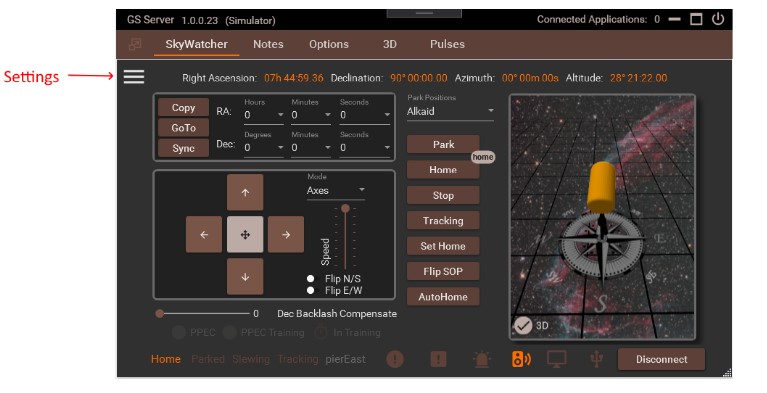 GS Server 1.0.0.23 (Simulator) Connected Applications: 0
SkyWatcher Notes Options 3D Pulses
Settings
Right Ascension: 07h 44:59.36 Declination: 90° 00:00.00 Azimuth: 00° 00m 00s Altitude: 28° 21:22.00
Copy
GoTo
Sync
Hours Minutes Seconds
RA: 0 0 0
Degrees Minutes Seconds
Dec: 0 0 0
Park Positions
Alkaid
Park
home
Home
Stop
Tracking
Set Home
Flip SOP
AutoHome
Mode
Axes
Speed
Flip N/S
Flip E/W
0 Dec Backlash Compensate
PPEC PPEC Training In Training
E
S
3D
Home Parked Slewing Tracking pierEast
Disconnect